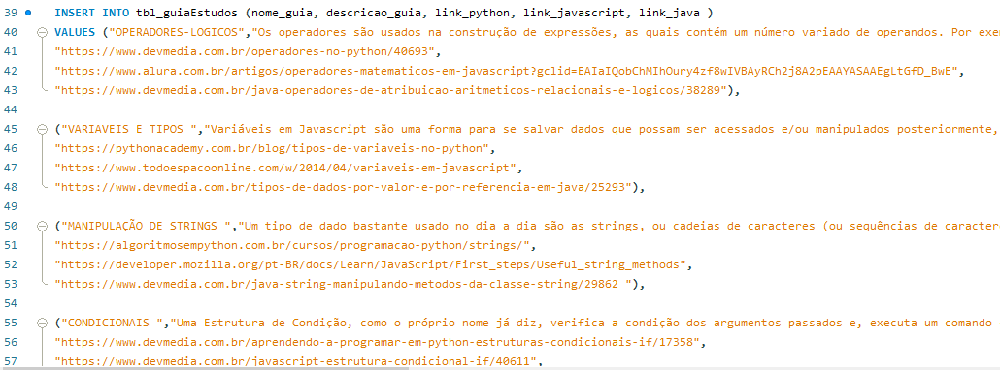 39 INSERT INTO tbl_guiaEstudos (nome_guia, descricao_guia, link_python, link_javascript, link_java )
40 VALUES ("OPERADORES-LOGICOS","Os operadores são usados na construção de expressões, as quais contém um número variado de operandos. Por exe
41 "https://www.devmedia.com.br/operadores-no-python/40693",
42 "https://www.alura.com.br/artigos/operadores-matematicos-em-javascript?gclid=EAIaIQobChMIhOury4zf8wIVBAyRCh2j8A2pEAAYASAAEgLtGfD_BwE",
43 "https://www.devmedia.com.br/java-operadores-de-atribuicao-aritmeticos-relacionais-e-logicos/38289"),
44
45 ("VARIAVEIS E TIPOS ","Variáveis em Javascript são uma forma para se salvar dados que possam ser acessados e/ou manipulados posteriormente,
46 "https://pythonacademy.com.br/blog/tipos-de-variaveis-no-python",
47 "https://www.todoespacoonline.com/w/2014/04/variaveis-em-javascript",
48 "https://www.devmedia.com.br/tipos-de-dados-por-valor-e-por-referencia-em-java/25293"),
49
50 ("MANIPULAÇÃO DE STRINGS ","Um tipo de dado bastante usado no dia a dia são as strings, ou cadeias de caracteres (ou sequências de caracter
51 "https://algoritmosempython.com.br/cursos/programacao-python/strings/",
52 "https://developer.mozilla.org/pt-BR/docs/Learn/JavaScript/First_steps/Useful_string_methods",
53 "https://www.devmedia.com.br/java-string-manipulando-metodos-da-classe-string/29862 "),
54
55 ("CONDICIONAIS ","Uma Estrutura de Condição, como o próprio nome já diz, verifica a condição dos argumentos passados e, executa um comando
56 "https://www.devmedia.com.br/aprendendo-a-programar-em-python-estruturas-condicionais-if/17358",
57 "https://www.devmedia.com.br/javascript-estrutura-condicional-if/40611",